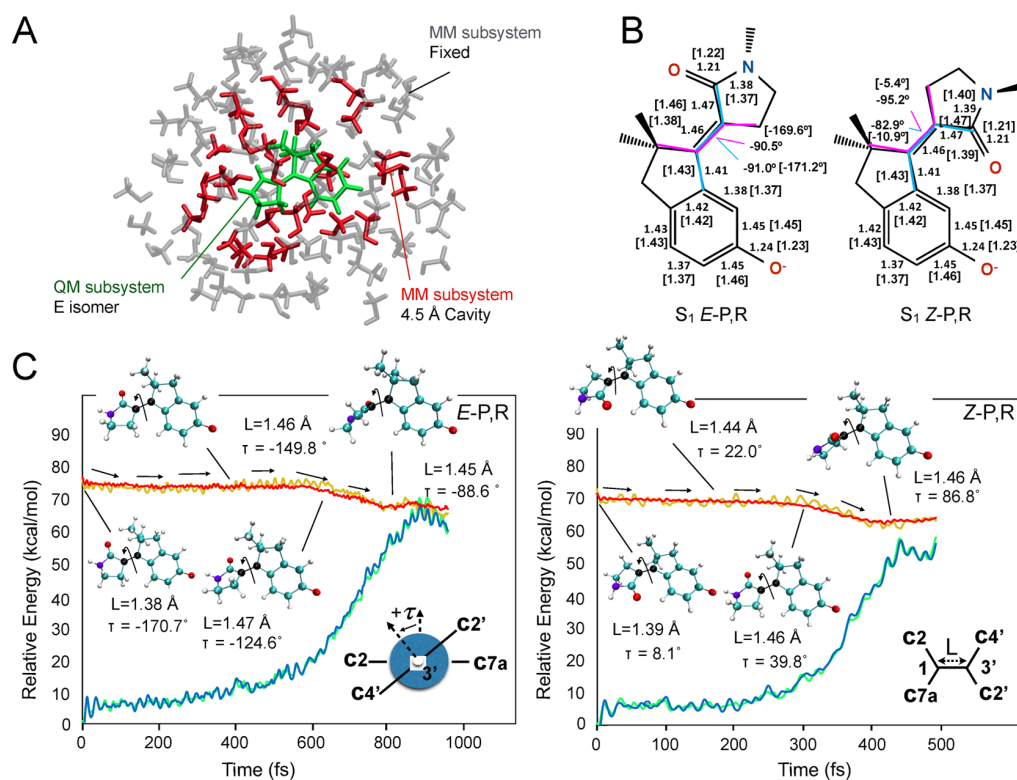 A
MM subsystem
Fixed
QM subsystem
E isomer
MM subsystem
4.5 Å Cavity
B
[1.22]
1.21
O
N
1.38
[1.37]
[1.46]
[1.38]
1.47
1.46
[-169.6º]
-90.5º
-91.0º [-171.2º]
[1.43]
1.41
1.38 [1.37]
1.42
[1.42]
1.43
[1.43]
1.45 [1.45]
1.24 [1.23]
O-
1.37
[1.37]
1.45
[1.46]
S1 E-P,R
[-5.4º]
-95.2º
[1.40]
N
1.39
[1.47]
-82.9º
[-10.9º]
1.47
[1.21]
1.21
1.46
[1.39]
O
[1.43]
1.41
1.38 [1.37]
1.42
[1.42]
1.42
[1.43]
1.45 [1.45]
1.24 [1.23]
O-
1.37
[1.37]
1.45
[1.46]
S1 Z-P,R
C
E-P,R
Relative Energy (kcal/mol)
90
80
70
60
50
40
30
20
10
0
L=1.46 Å
τ = -149.8°
L=1.45 Å
τ = -88.6°
L=1.38 Å
τ = -170.7°
L=1.47 Å
τ = -124.6°
+τ
C2'
C2
C7a
3'
C4'
0
200
400
600
800
1000
Time (fs)
Z-P,R
Relative Energy (kcal/mol)
90
80
70
60
50
40
30
20
10
0
L=1.44 Å
τ = 22.0°
L=1.46 Å
τ = 86.8°
L=1.39 Å
τ = 8.1°
L=1.46 Å
τ = 39.8°
C2
L
C4'
1
3'
C7a
C2'
0
100
200
300
400
500
Time (fs)